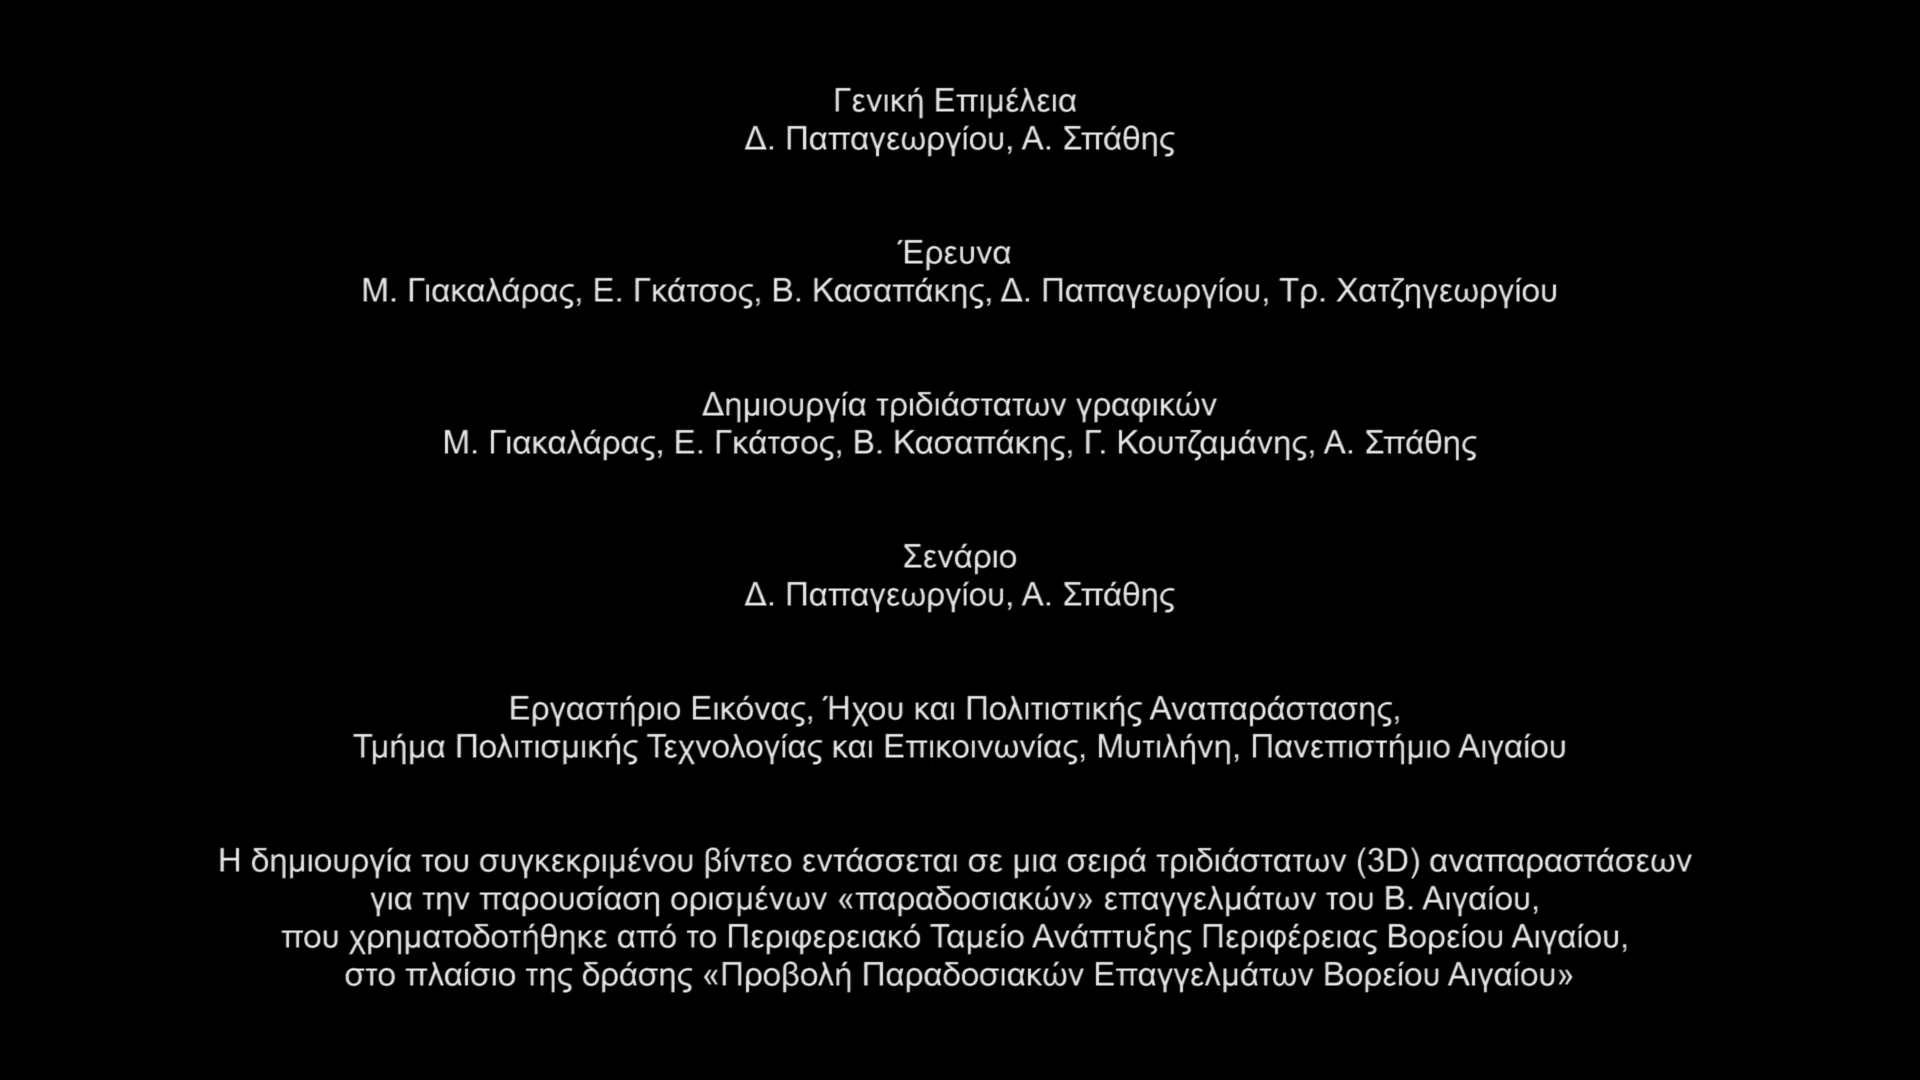 Γενική Επιμέλεια
Δ. Παπαγεωργίου, Α. Σπάθης
Έρευνα
Μ. Γιακαλάρας, Ε. Γκάτσος, Β. Κασαπάκης, Δ. Παπαγεωργίου, Τρ. Χατζηγεωργίου
Δημιουργία τριδιάστατων γραφικών
Μ. Γιακαλάρας, Ε. Γκάτσος, Β. Κασαπάκης, Γ. Κουτζαμάνης, Α. Σπάθης
Σενάριο
Δ. Παπαγεωργίου, Α. Σπάθης
Εργαστήριο Εικόνας, Ήχου και Πολιτιστικής Αναπαράστασης,
Τμήμα Πολιτισμικής Τεχνολογίας και Επικοινωνίας, Μυτιλήνη, Πανεπιστήμιο Αιγαίου
Η δημιουργία του συγκεκριμένου βίντεο εντάσσεται σε μια σειρά τριδιάστατων (3D) αναπαραστάσεων
για την παρουσίαση ορισμένων «παραδοσιακών» επαγγελμάτων του Β. Αιγαίου,
που χρηματοδοτήθηκε από το Περιφερειακό Ταμείο Ανάπτυξης Περιφέρειας Βορείου Αιγαίου,
στο πλαίσιο της δράσης «Προβολή Παραδοσιακών Επαγγελμάτων Βορείου Αιγαίου»